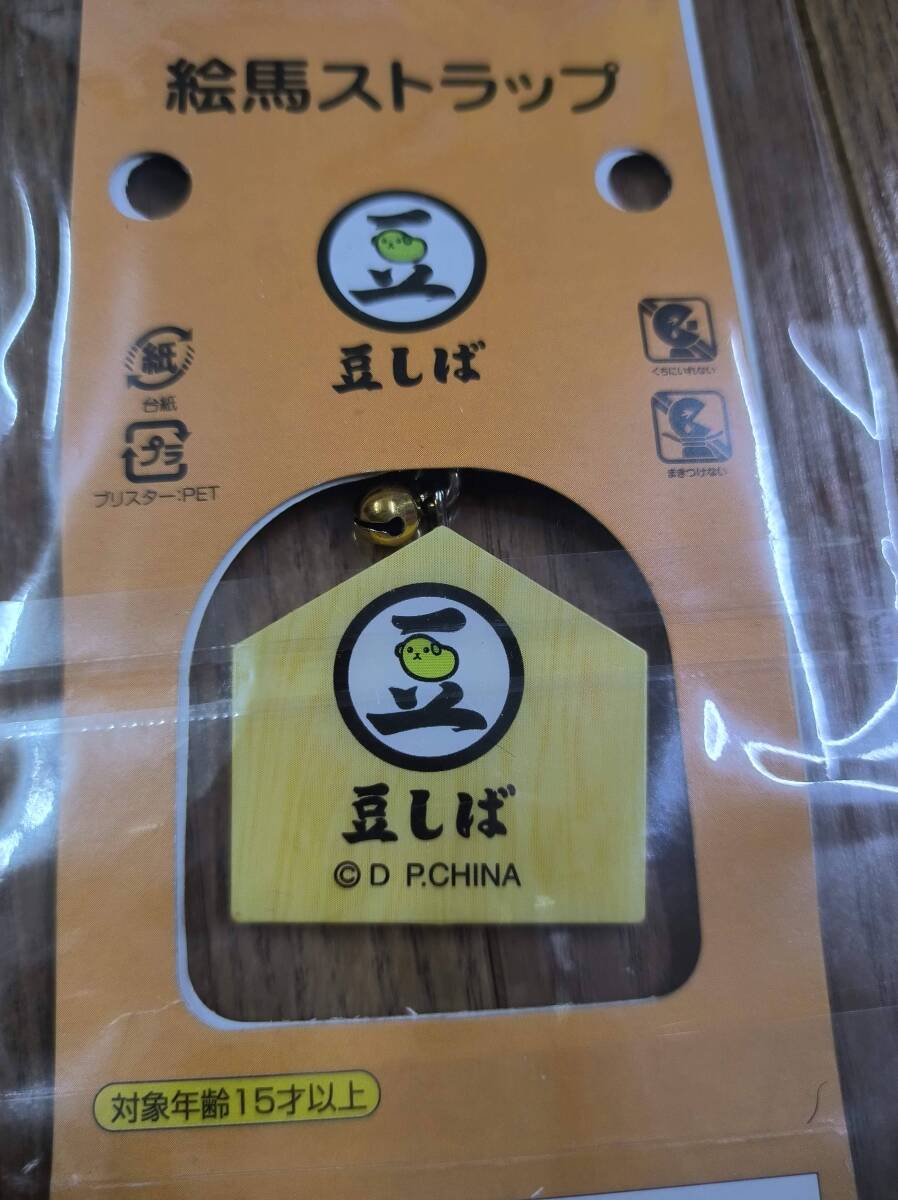 絵馬ストラップ
豆
豆しば
紙
台紙
プラ
ブリスター:PET
くちにいれない
まきつけない
豆
豆しば
© D P.CHINA
対象年齢15才以上